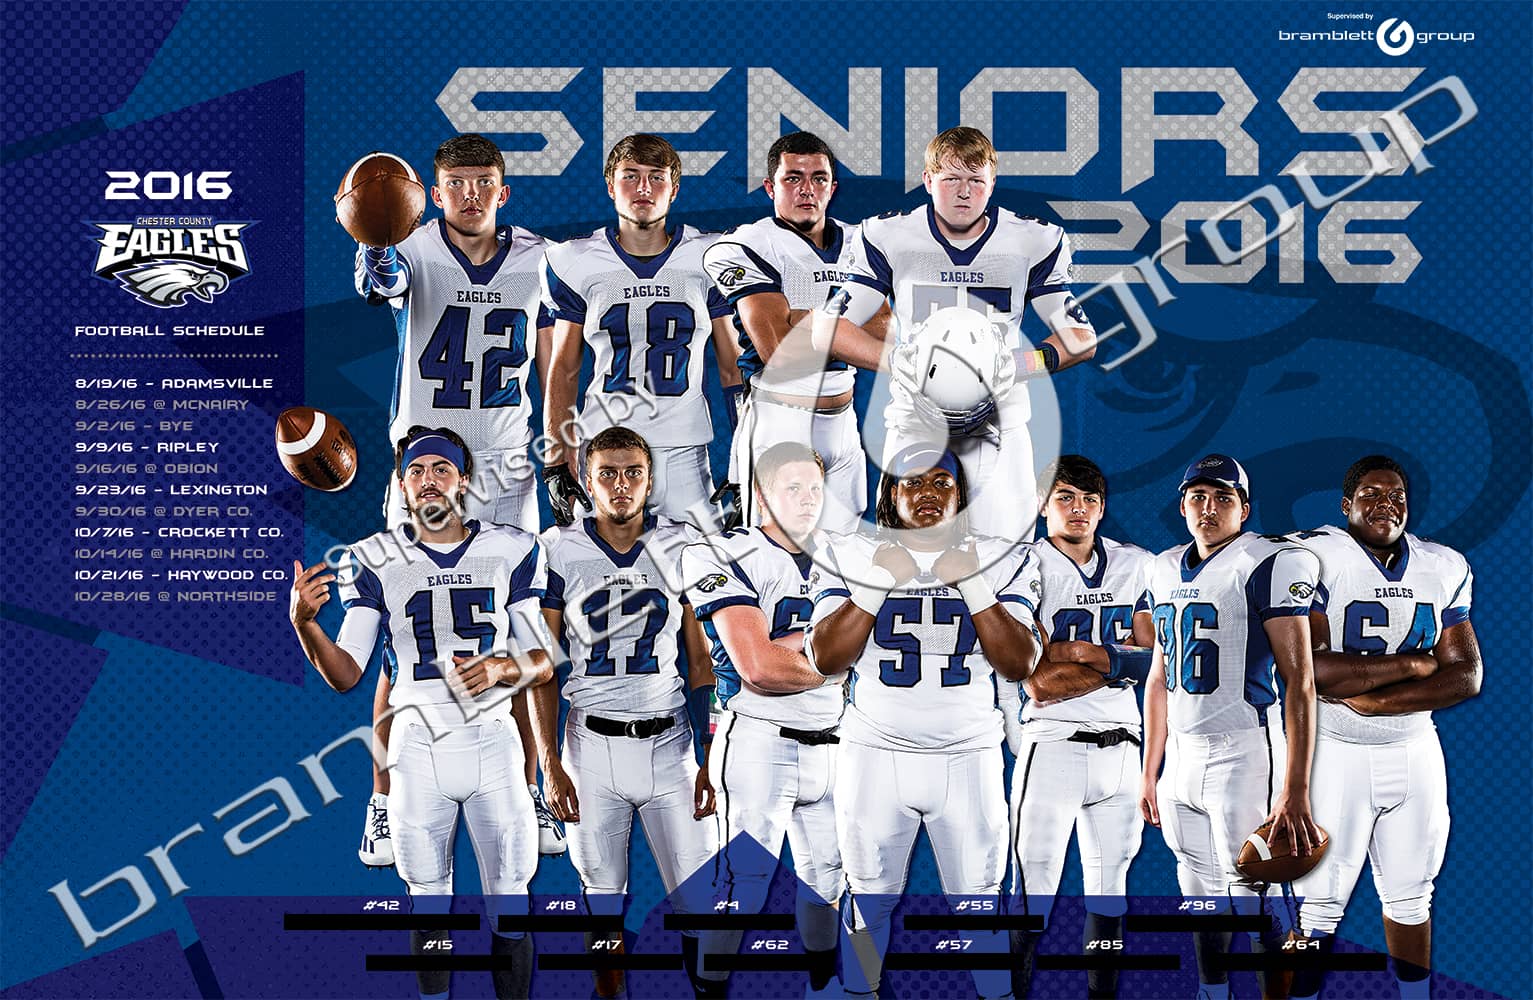 Supervised by
bramblett group
SENIORS
2016
2016
CHESTER COUNTY
EAGLES
FOOTBALL SCHEDULE
8/19/16 - ADAMSVILLE
8/26/16 @ MCNAIRY
9/2/16 - BYE
9/9/16 - RIPLEY
9/16/16 @ OBION
9/23/16 - LEXINGTON
9/30/16 @ DYER CO.
10/7/16 - CROCKETT CO.
10/14/16 @ HARDIN CO.
10/21/16 - HAYWOOD CO.
10/28/16 @ NORTHSIDE
EAGLES
42
EAGLES
18
EAGLES
4
EAGLES
EAGLES
15
EAGLES
17
EAGLES
57
EAGLES
96
EAGLES
64
Supervised by
bramblett group
#42 #18 #4 #55 #96
#15 #17 #62 #57 #85 #64